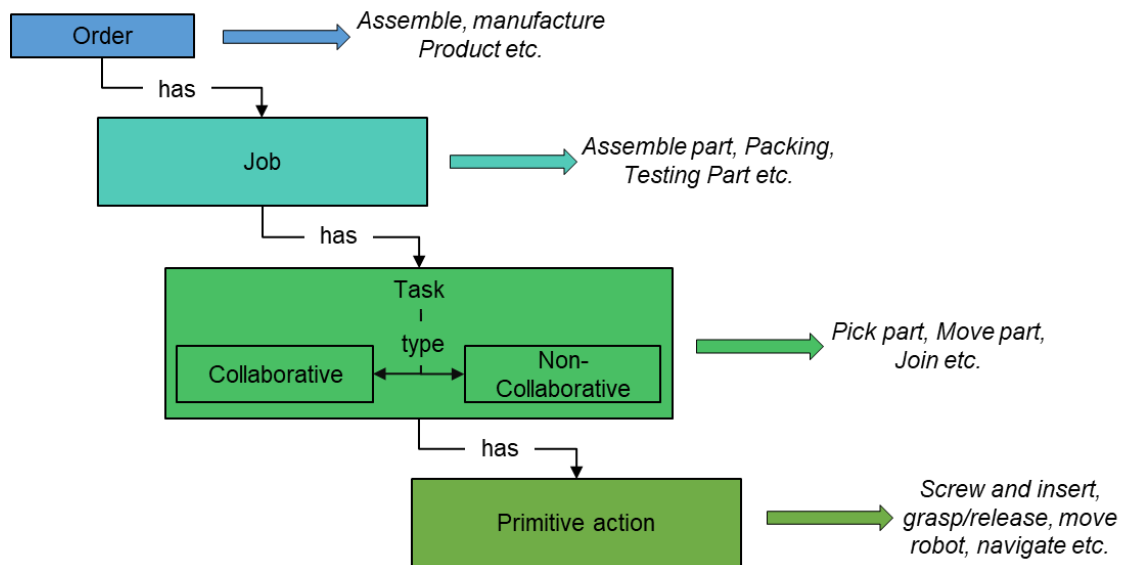 Order
Assemble, manufacture
Product etc.
has
Job
Assemble part, Packing,
Testing Part etc.
has
Task
type
Collaborative
Non-
Collaborative
Pick part, Move part,
Join etc.
has
Primitive action
Screw and insert,
grasp/release, move
robot, navigate etc.